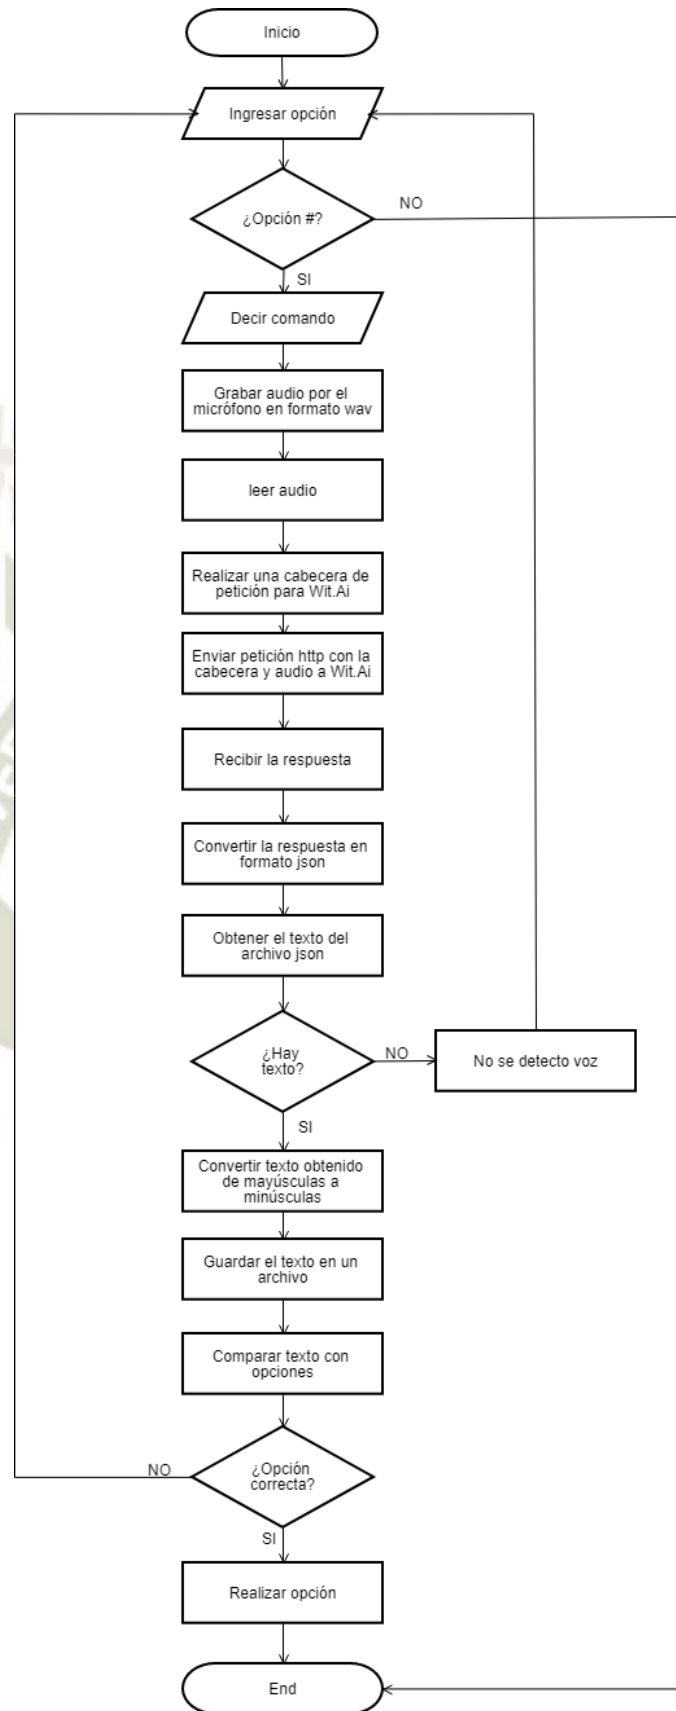 Inicio
Ingresar opción
¿Opción #?
NO
SI
Decir comando
Grabar audio por el
micrófono en formato wav
leer audio
Realizar una cabecera de
petición para Wit.Ai
Enviar petición http con la
cabecera y audio a Wit.Ai
Recibir la respuesta
Convertir la respuesta en
formato json
Obtener el texto del
archivo json
¿Hay
texto?
NO
No se detecto voz
SI
Convertir texto obtenido
de mayúsculas a
minúsculas
Guardar el texto en un
archivo
Comparar texto con
opciones
¿Opción
correcta?
NO
SI
Realizar opción
End